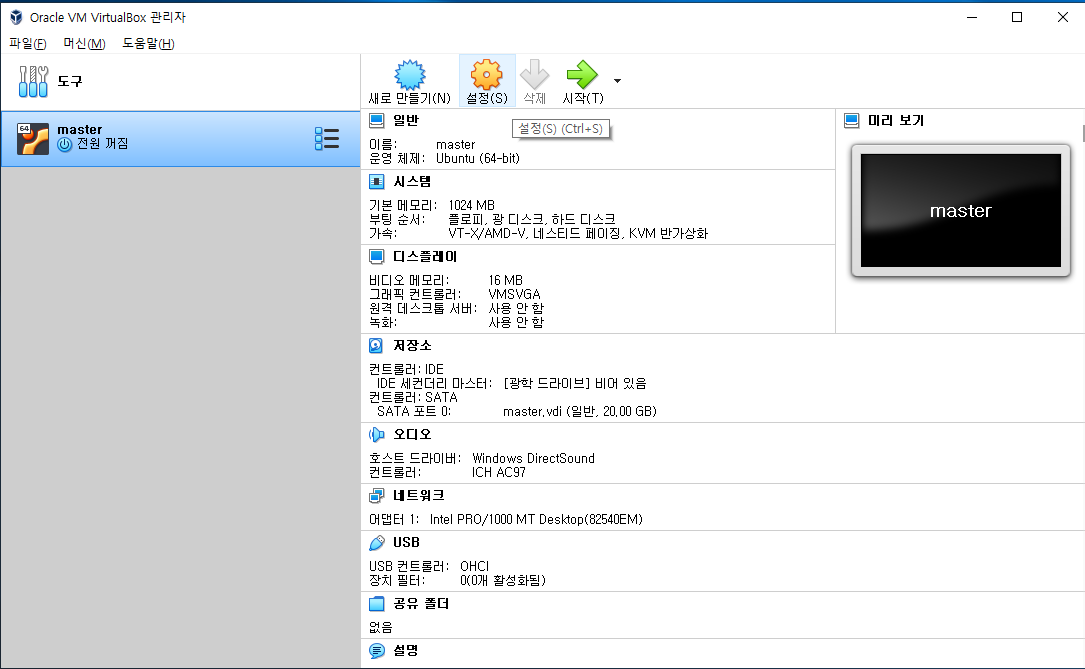 Oracle VM VirtualBox 관리자
파일(F) 머신(M) 도움말(H)
도구
64
master
전원 꺼짐
새로 만들기(N) 설정(S) 삭제 시작(T)
설정(S) (Ctrl+S)
일반
이름: master
운영 체제: Ubuntu (64-bit)
시스템
기본 메모리: 1024 MB
부팅 순서: 플로피, 광 디스크, 하드 디스크
가속: VT-X/AMD-V, 네스티드 페이징, KVM 반가상화
디스플레이
비디오 메모리: 16 MB
그래픽 컨트롤러: VMSVGA
원격 데스크톱 서버: 사용 안 함
녹화: 사용 안 함
미리 보기
master
저장소
컨트롤러: IDE
IDE 세컨더리 마스터: [광학 드라이브] 비어 있음
컨트롤러: SATA
SATA 포트 0: master.vdi (일반, 20.00 GB)
오디오
호스트 드라이버: Windows DirectSound
컨트롤러: ICH AC97
네트워크
어댑터 1: Intel PRO/1000 MT Desktop(82540EM)
USB
USB 컨트롤러: OHCI
장치 필터: 0(0개 활성화됨)
공유 폴더
없음
설명